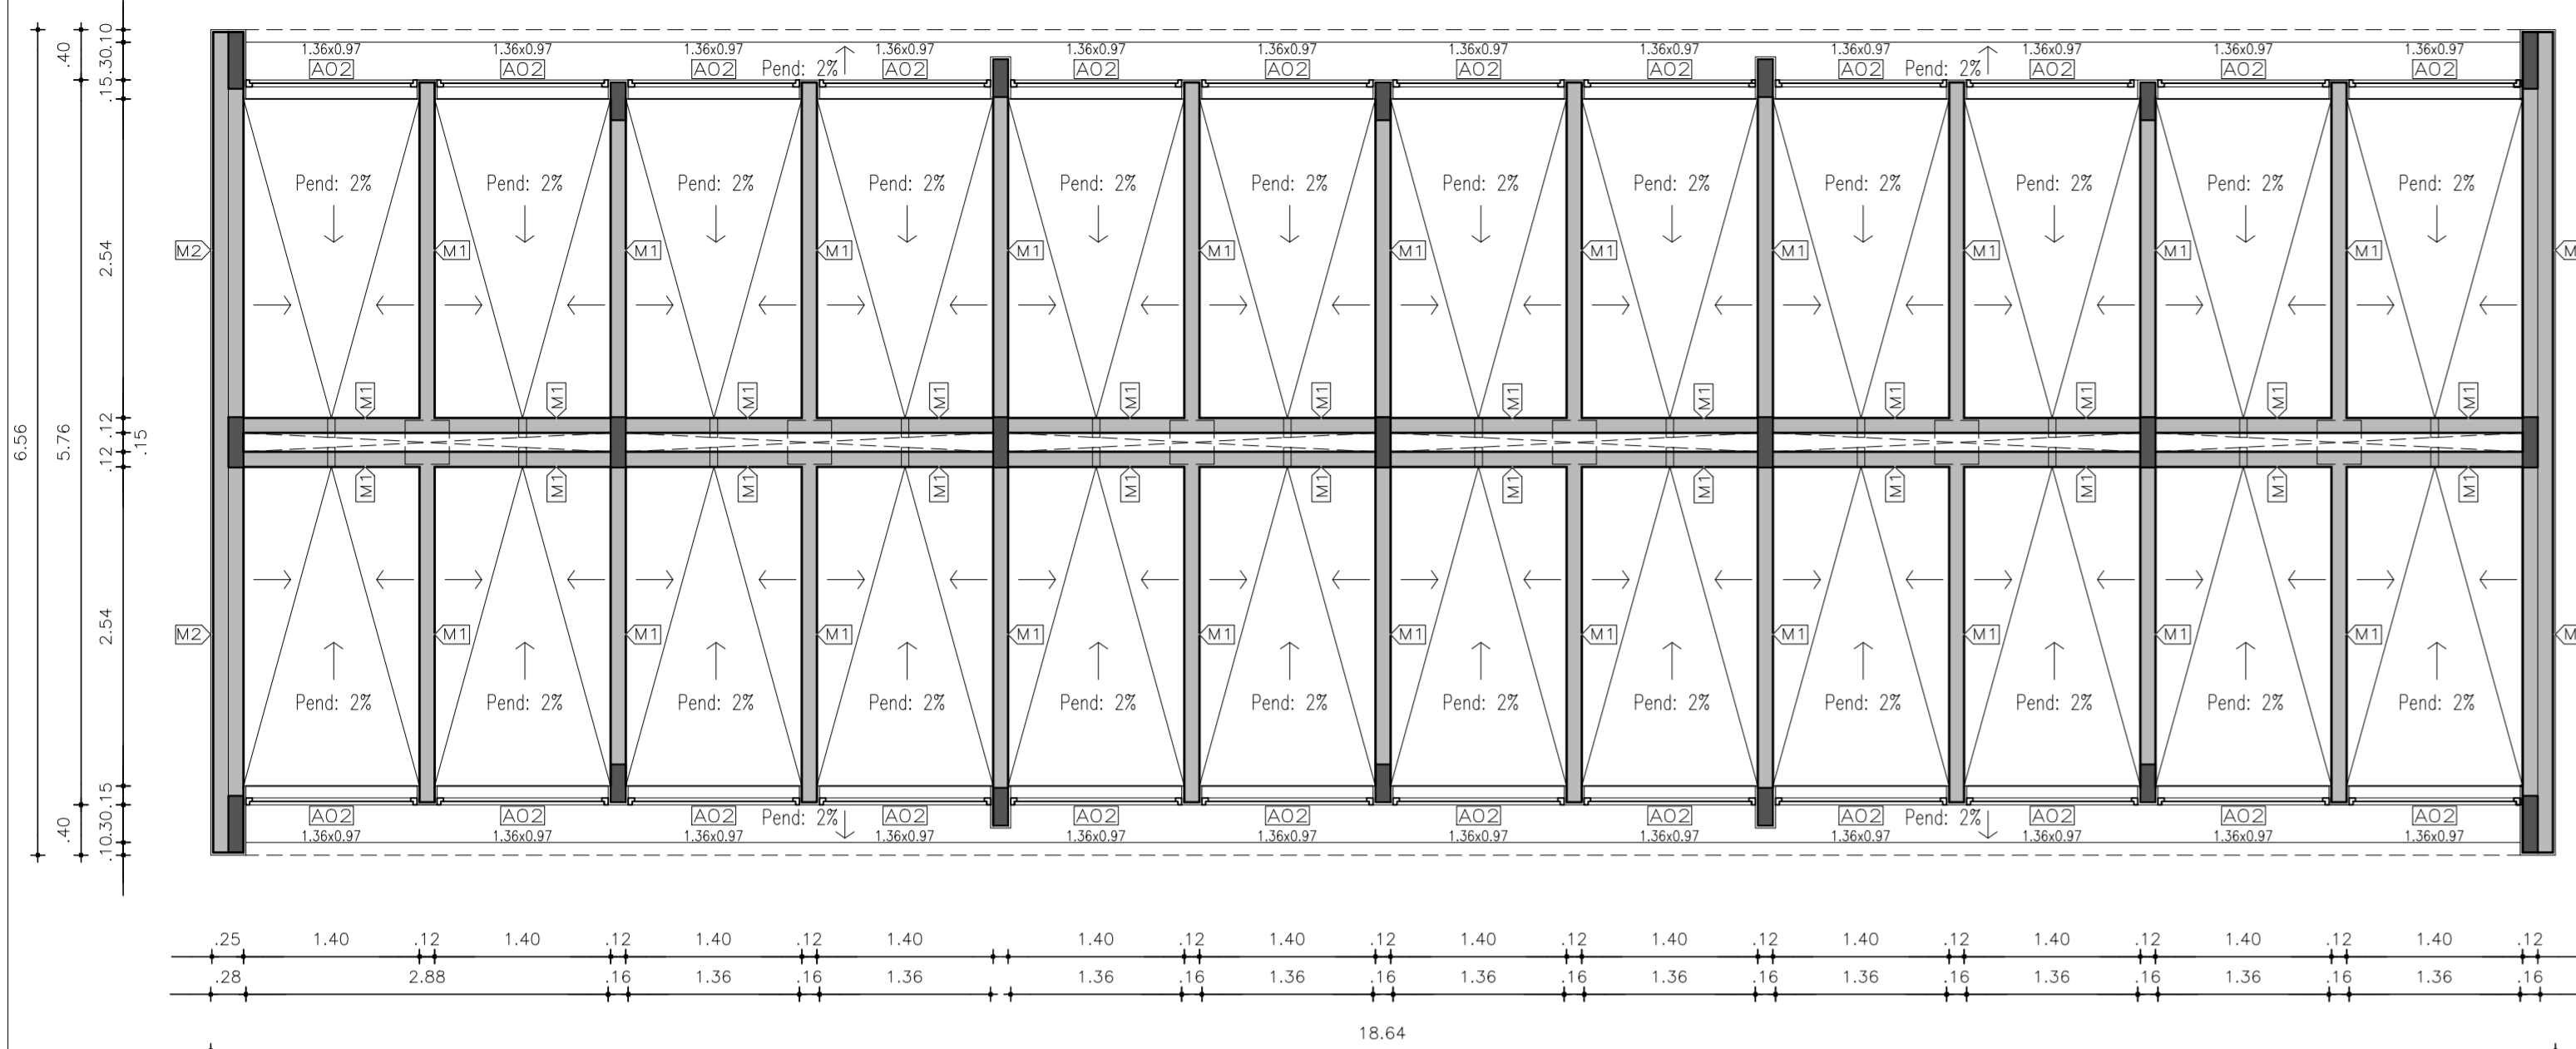 1.36x0.97 1.36x0.97 1.36x0.97 1.36x0.97 1.36x0.97 1.36x0.97 1.36x0.97 1.36x0.97 1.36x0.97 1.36x0.97 1.36x0.97 1.36x0.97
A02 A02 A02 Pend: 2% A02 A02 A02 A02 A02 A02 Pend: 2% A02 A02 A02
Pend: 2% Pend: 2% Pend: 2% Pend: 2% Pend: 2% Pend: 2% Pend: 2% Pend: 2% Pend: 2% Pend: 2% Pend: 2% Pend: 2%
M2 M1 M1 M1 M1 M1 M1 M1 M1 M1 M1 M1 M
M1 M1 M1 M1 M1 M1 M1 M1 M1 M1 M1 M1
M1 M1 M1 M1 M1 M1 M1 M1 M1 M1 M1 M1
M2 M1 M1 M1 M1 M1 M1 M1 M1 M1 M1 M1 M
Pend: 2% Pend: 2% Pend: 2% Pend: 2% Pend: 2% Pend: 2% Pend: 2% Pend: 2% Pend: 2% Pend: 2% Pend: 2% Pend: 2%
A02 A02 A02 Pend: 2% A02 A02 A02 A02 A02 A02 Pend: 2% A02 A02 A02
1.36x0.97 1.36x0.97 1.36x0.97 1.36x0.97 1.36x0.97 1.36x0.97 1.36x0.97 1.36x0.97 1.36x0.97 1.36x0.97 1.36x0.97 1.36x0.97
6.56
.40 5.76 .40
.10.30.15 2.54 .12 .15 .12 2.54 .15.30.10
.25 1.40 .12 1.40 .12 1.40 .12 1.40 1.40 .12 1.40 .12 1.40 .12 1.40 .12 1.40 .12 1.40 .12 1.40 .12 1.40 .12
.28 2.88 .16 1.36 .16 1.36 1.36 .16 1.36 .16 1.36 .16 1.36 .16 1.36 .16 1.36 .16 1.36 .16 1.36 .16
18.64